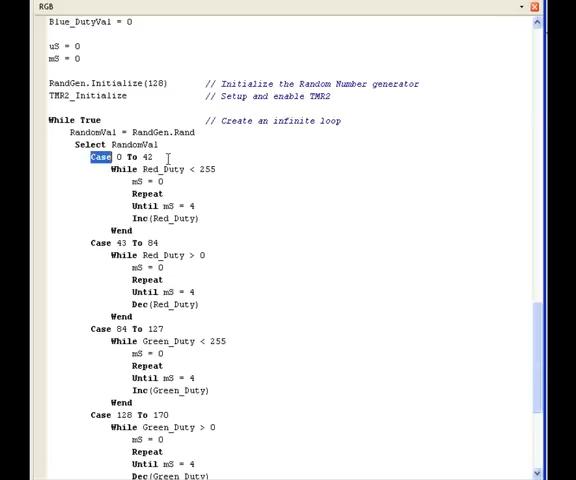 RGB
Blue_DutyVal = 0
uS = 0
mS = 0
RandGen.Initialize(128) // Initialize the Random Number generator
TMR2_Initialize // Setup and enable TMR2
While True // Create an infinite loop
RandomVal = RandGen.Rand
Select RandomVal
Case 0 To 42
While Red_Duty < 255
mS = 0
Repeat
Until mS = 4
Inc(Red_Duty)
Wend
Case 43 To 84
While Red_Duty > 0
mS = 0
Repeat
Until mS = 4
Dec(Red_Duty)
Wend
Case 84 To 127
While Green_Duty < 255
mS = 0
Repeat
Until mS = 4
Inc(Green_Duty)
Wend
Case 128 To 170
While Green_Duty > 0
mS = 0
Repeat
Until mS = 4
Dec(Green_Duty)